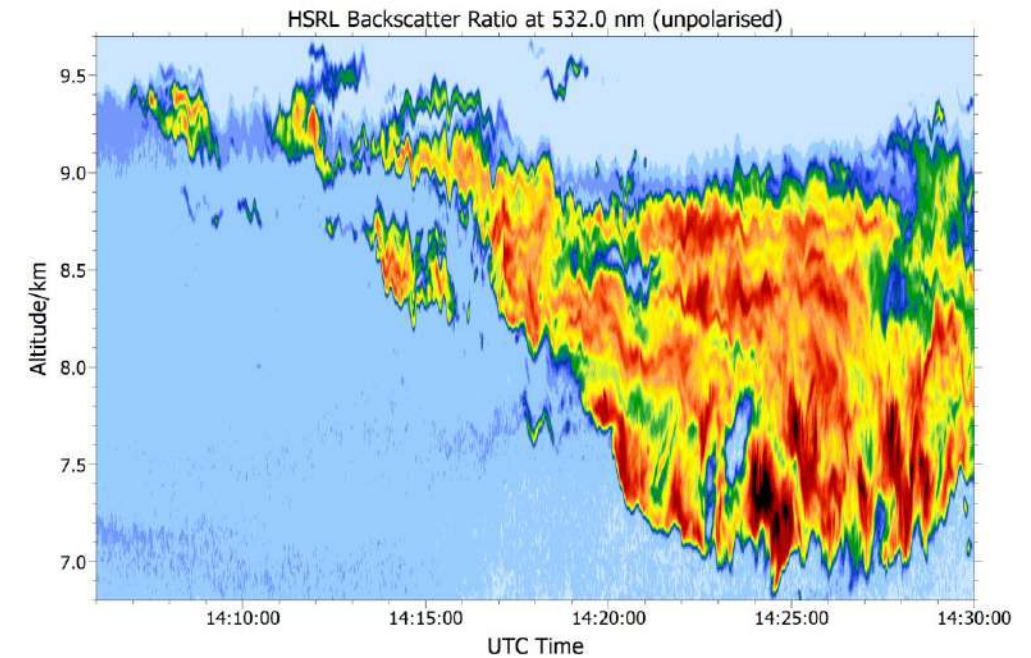 HSRL Backscatter Ratio at 532.0 nm (unpolarised)
Altitude/km
9.5
9.0
8.5
8.0
7.5
7.0
14:10:00 14:15:00 14:20:00 14:25:00 14:30:00
UTC Time